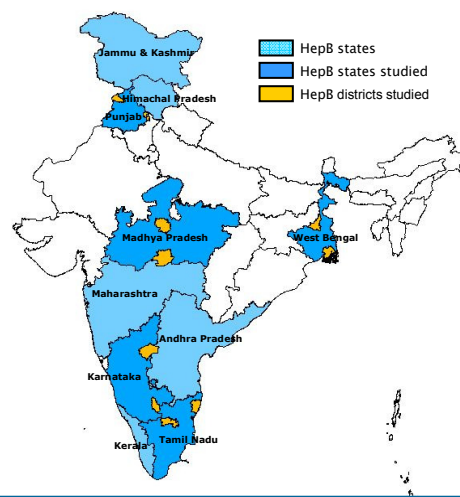 Jammu & Kashmir
HepB states
HepB states studied
HepB districts studied
Himachal Pradesh
Punjab
Madhya Pradesh
West Bengal
Maharashtra
Andhra Pradesh
Karnataka
Kerala
Tamil Nadu